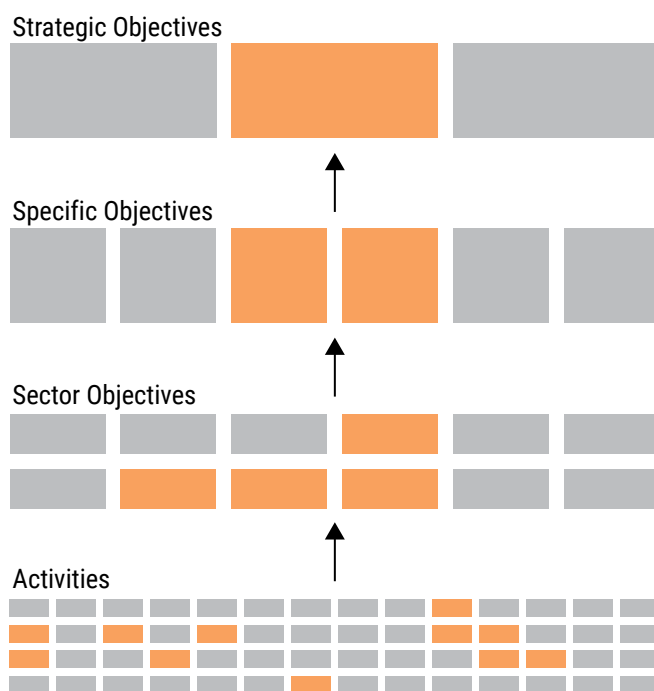 Strategic Objectives
Specific Objectives
Sector Objectives
Activities